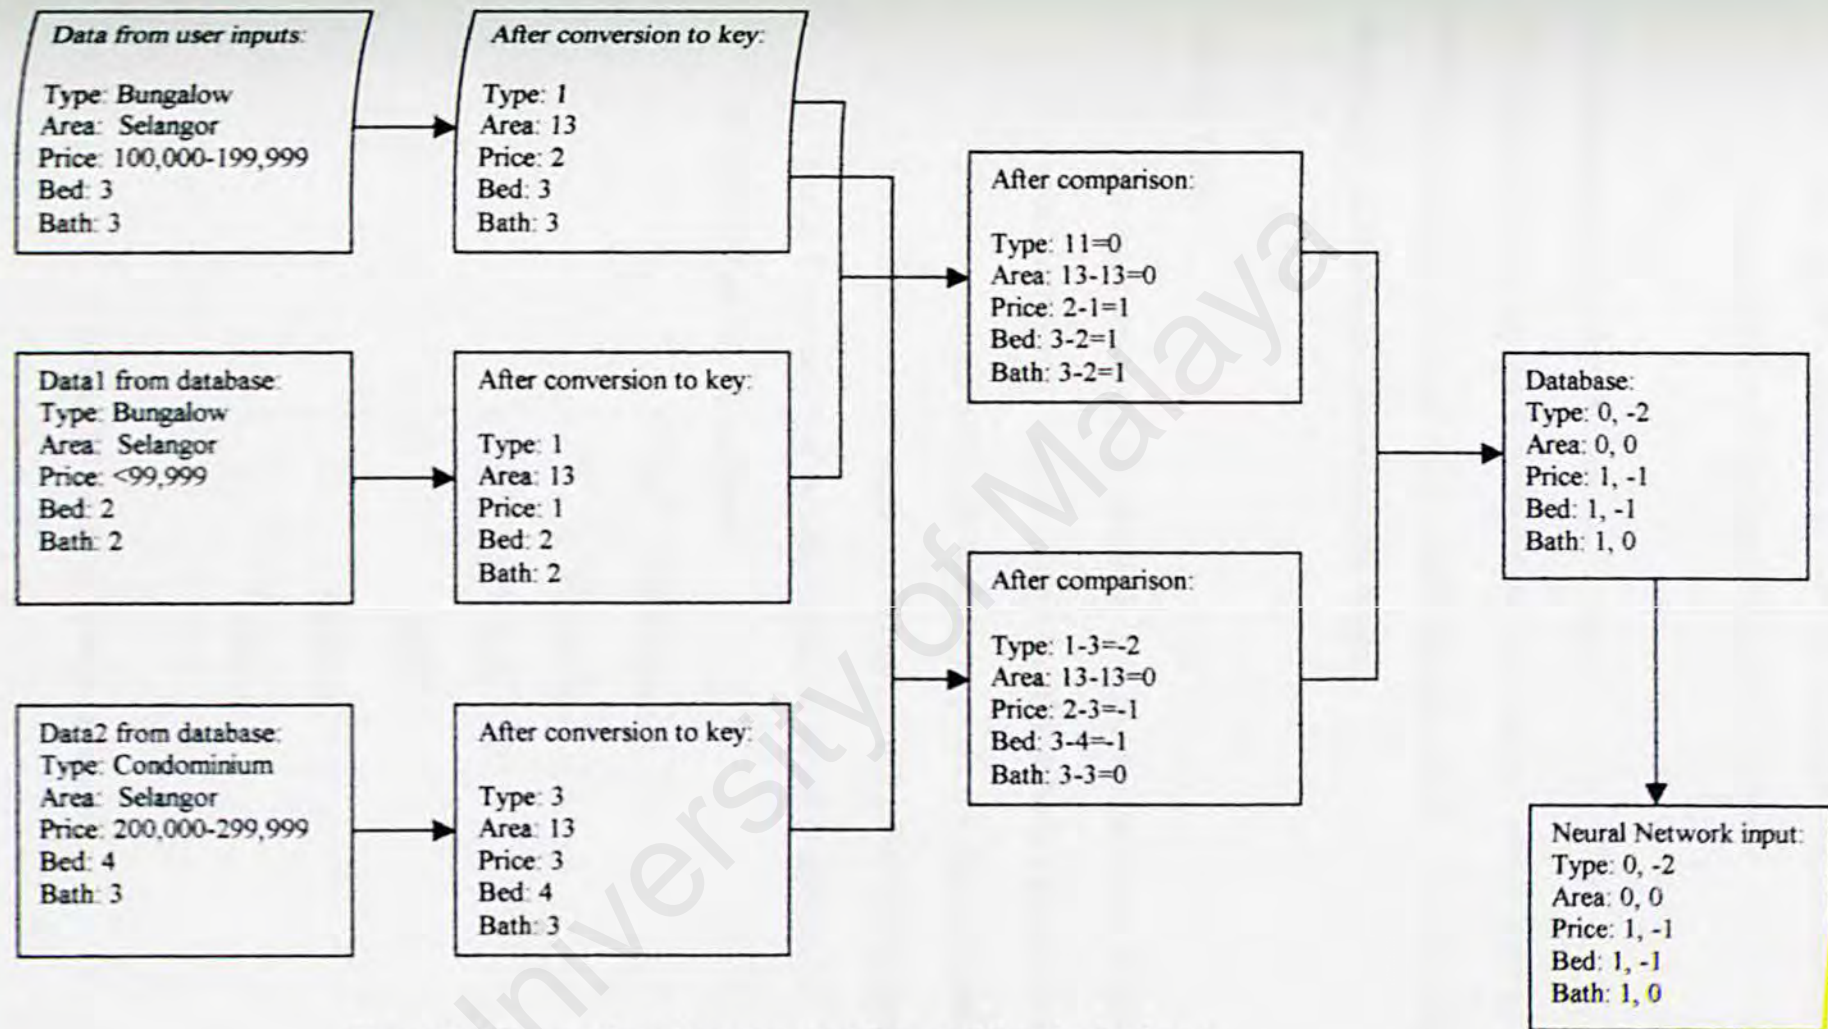 Data from user inputs:
Type: Bungalow
Area: Selangor
Price: 100,000-199,999
Bed: 3
Bath: 3
After conversion to key:
Type: 1
Area: 13
Price: 2
Bed: 3
Bath: 3
Data1 from database:
Type: Bungalow
Area: Selangor
Price: <99,999
Bed: 2
Bath: 2
After conversion to key:
Type: 1
Area: 13
Price: 1
Bed: 2
Bath: 2
Data2 from database:
Type: Condominium
Area: Selangor
Price: 200,000-299,999
Bed: 4
Bath: 3
After conversion to key:
Type: 3
Area: 13
Price: 3
Bed: 4
Bath: 3
After comparison:
Type: 11=0
Area: 13-13=0
Price: 2-1=1
Bed: 3-2=1
Bath: 3-2=1
After comparison:
Type: 1-3=-2
Area: 13-13=0
Price: 2-3=-1
Bed: 3-4=-1
Bath: 3-3=0
Database:
Type: 0, -2
Area: 0, 0
Price: 1, -1
Bed: 1, -1
Bath: 1, 0
Neural Network input:
Type: 0, -2
Area: 0, 0
Price: 1, -1
Bed: 1, -1
Bath: 1, 0
University of Malaya